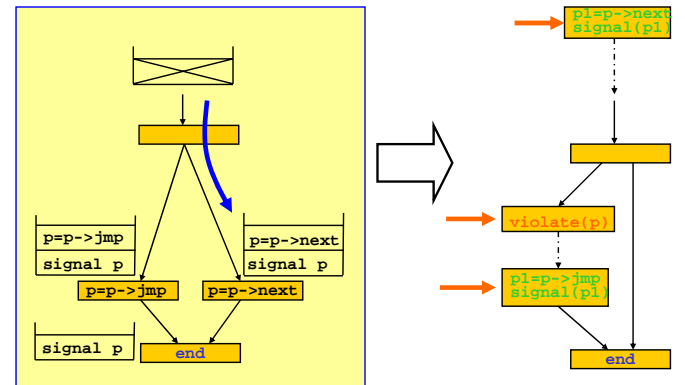 p=p->jmp
signal p
p=p->next
signal p
p=p->jmp
p=p->next
signal p
end
p1=p->next
signal(p1)
violate(p)
p1=p->jmp
signal(p1)
end